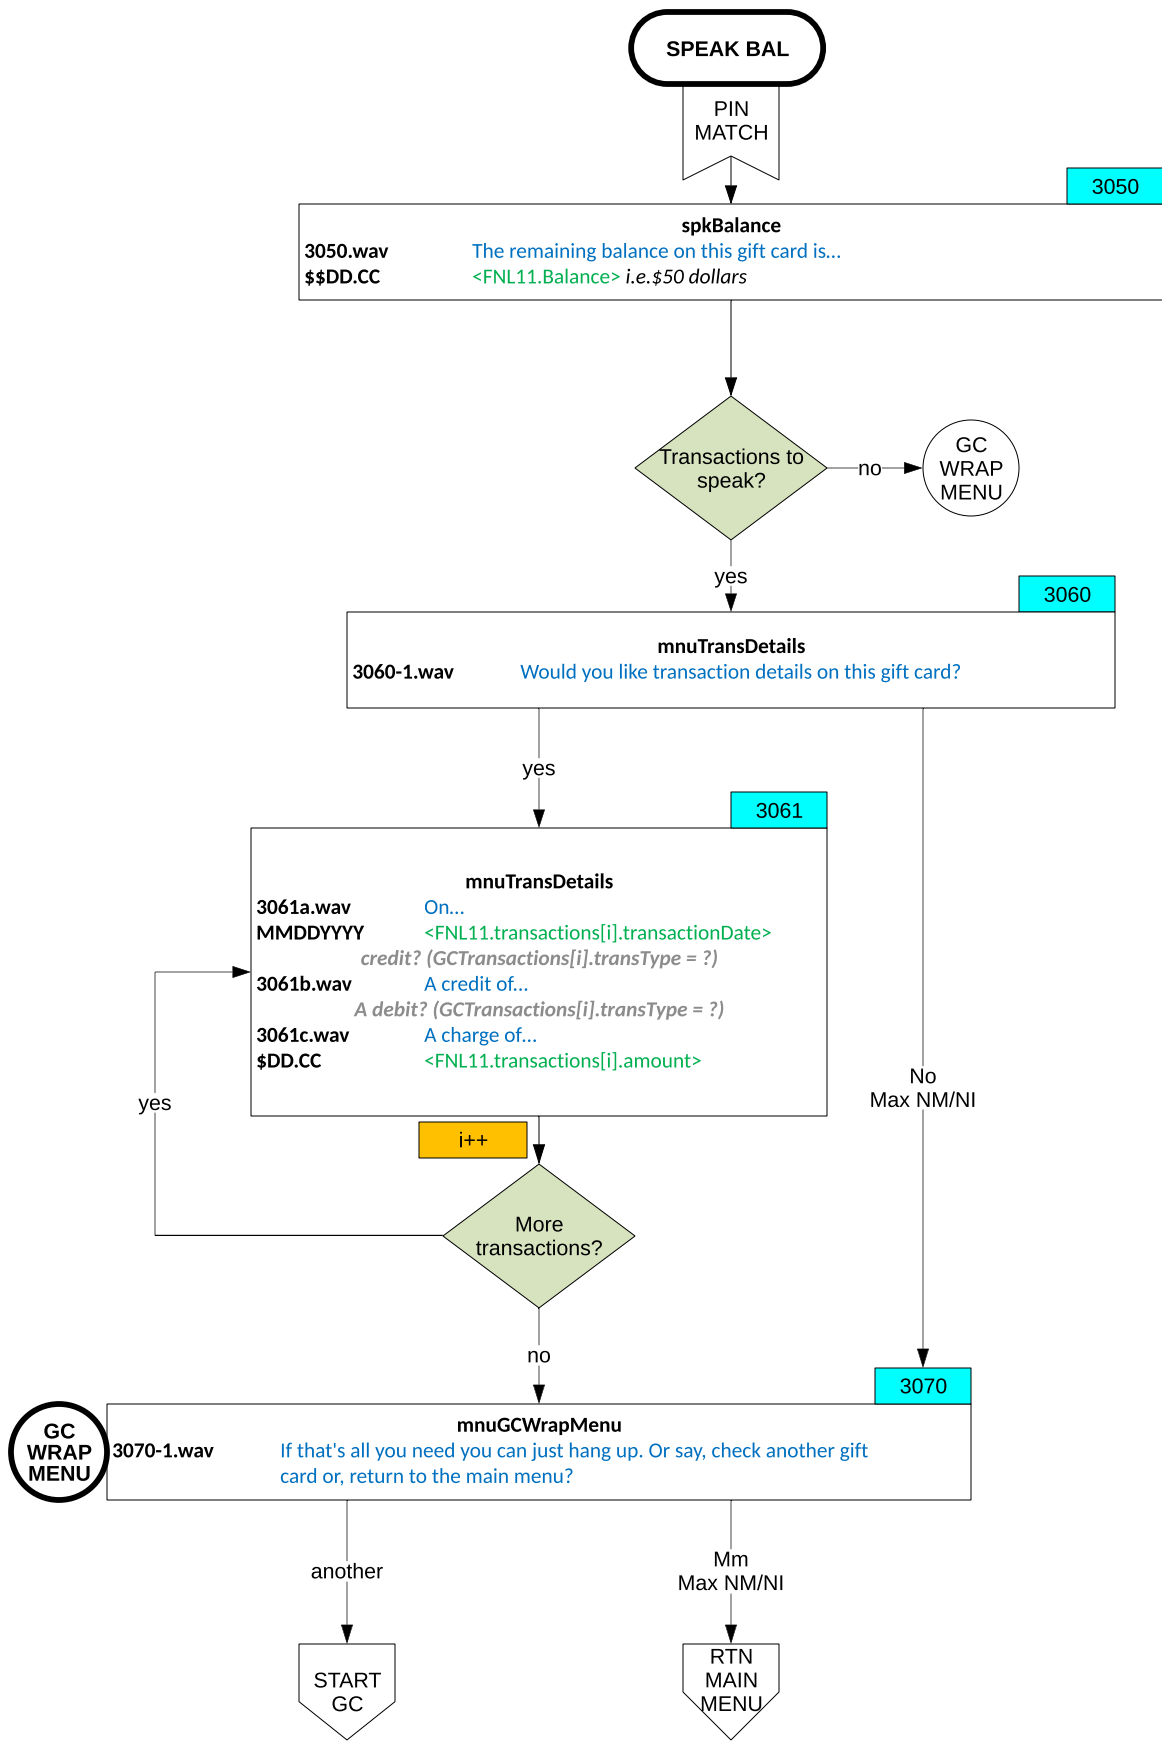 SPEAK BAL
PIN
MATCH
3050
spkBalance
3050.wav The remaining balance on this gift card is...
$$DD.CC <FNL11.Balance> i.e.$50 dollars
Transactions to
speak?
no
GC
WRAP
MENU
yes
3060
mnuTransDetails
3060-1.wav Would you like transaction details on this gift card?
yes
3061
mnuTransDetails
3061a.wav On...
MMDDYYYY <FNL11.transactions[i].transactionDate>
credit? (GCTransactions[i].transType = ?)
3061b.wav A credit of...
A debit? (GCTransactions[i].transType = ?)
3061c.wav A charge of...
$DD.CC <FNL11.transactions[i].amount>
yes
No
Max NM/NI
i++
More
transactions?
no
3070
GC
WRAP
MENU
mnuGCWrapMenu
3070-1.wav If that's all you need you can just hang up. Or say, check another gift
card or, return to the main menu?
another
Mm
Max NM/NI
START
GC
RTN
MAIN
MENU